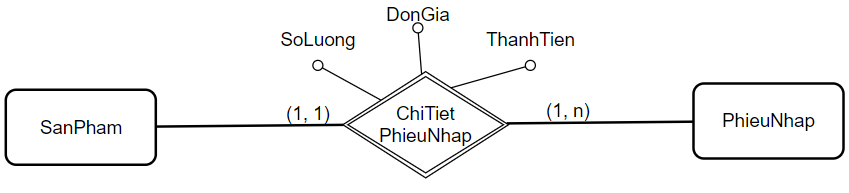 DonGia
SoLuong
ThanhTien
SanPham
(1, 1)
ChiTiet
PhieuNhap
(1, n)
PhieuNhap